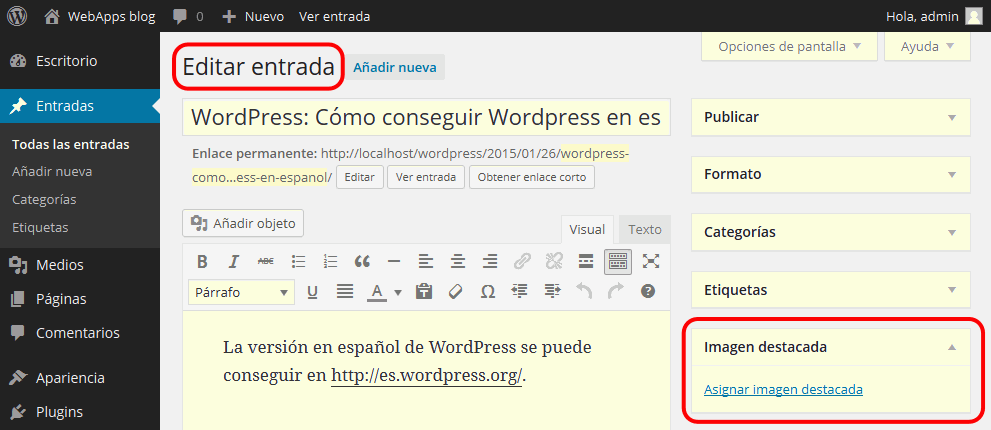 WebApps blog 0 Nuevo Ver entrada Hola, admin
Escritorio
Entradas
Todas las entradas
Añadir nueva
Categorías
Etiquetas
Medios
Páginas
Comentarios
Apariencia
Plugins
Opciones de pantalla Ayuda
Editar entrada Añadir nueva
WordPress: Cómo conseguir Wordpress en es
Enlace permanente: http://localhost/wordpress/2015/01/26/wordpress-
como...ess-en-espanol/ Editar Ver entrada Obtener enlace corto
Añadir objeto
Visual Texto
B I ABC
Párrafo U A Ω
La versión en español de WordPress se puede
conseguir en http://es.wordpress.org/.
Publicar
Formato
Categorías
Etiquetas
Imagen destacada
Asignar imagen destacada